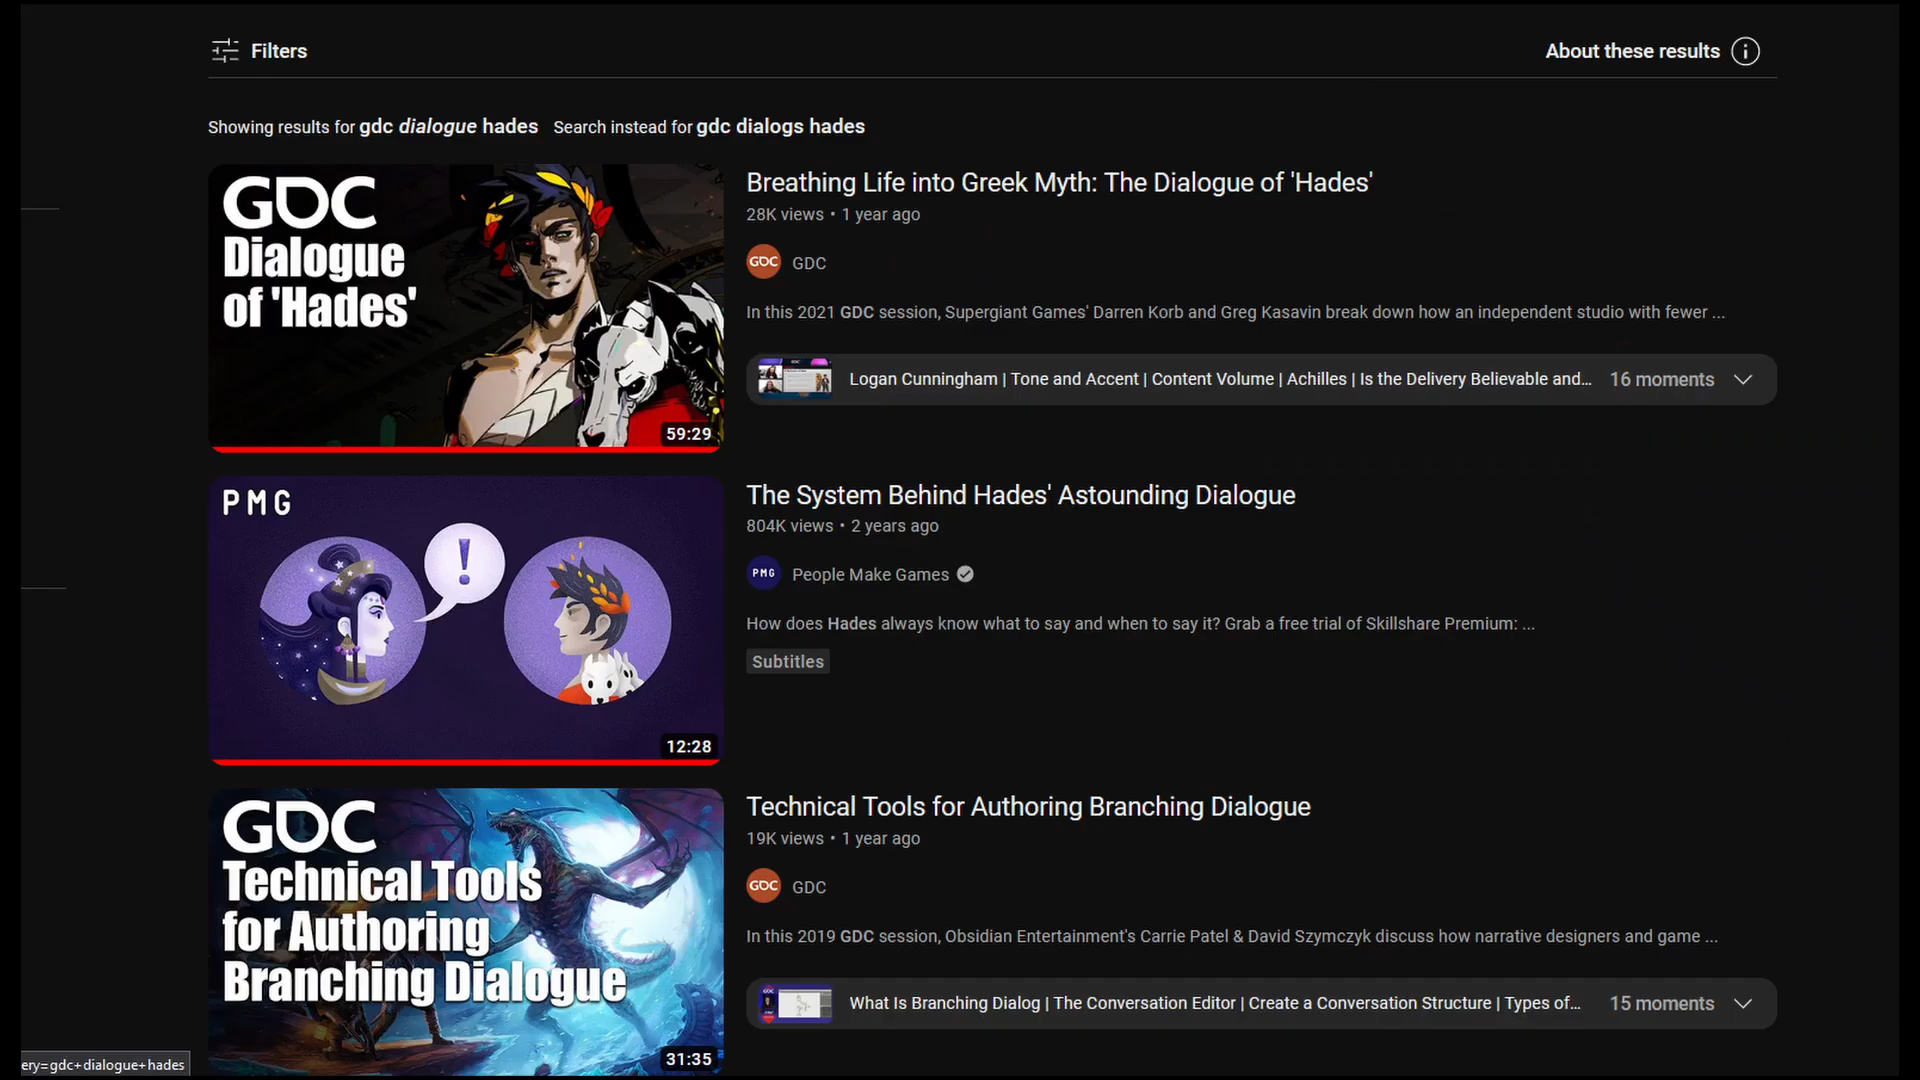 Filters
About these results
Showing results for gdc dialogue hades Search instead for gdc dialogs hades
GDC
Dialogue
of 'Hades'
59:29
Breathing Life into Greek Myth: The Dialogue of 'Hades'
28K views • 1 year ago
GDC GDC
In this 2021 GDC session, Supergiant Games' Darren Korb and Greg Kasavin break down how an independent studio with fewer ...
Logan Cunningham | Tone and Accent | Content Volume | Achilles | Is the Delivery Believable and... 16 moments
PMG
!
12:28
The System Behind Hades' Astounding Dialogue
804K views • 2 years ago
PMG People Make Games
How does Hades always know what to say and when to say it? Grab a free trial of Skillshare Premium: ...
Subtitles
GDC
Technical Tools
for Authoring
Branching Dialogue
31:35
Technical Tools for Authoring Branching Dialogue
19K views • 1 year ago
GDC GDC
In this 2019 GDC session, Obsidian Entertainment's Carrie Patel & David Szymczyk discuss how narrative designers and game ...
What Is Branching Dialog | The Conversation Editor | Create a Conversation Structure | Types of... 15 moments
ery=gdc+dialogue+hades